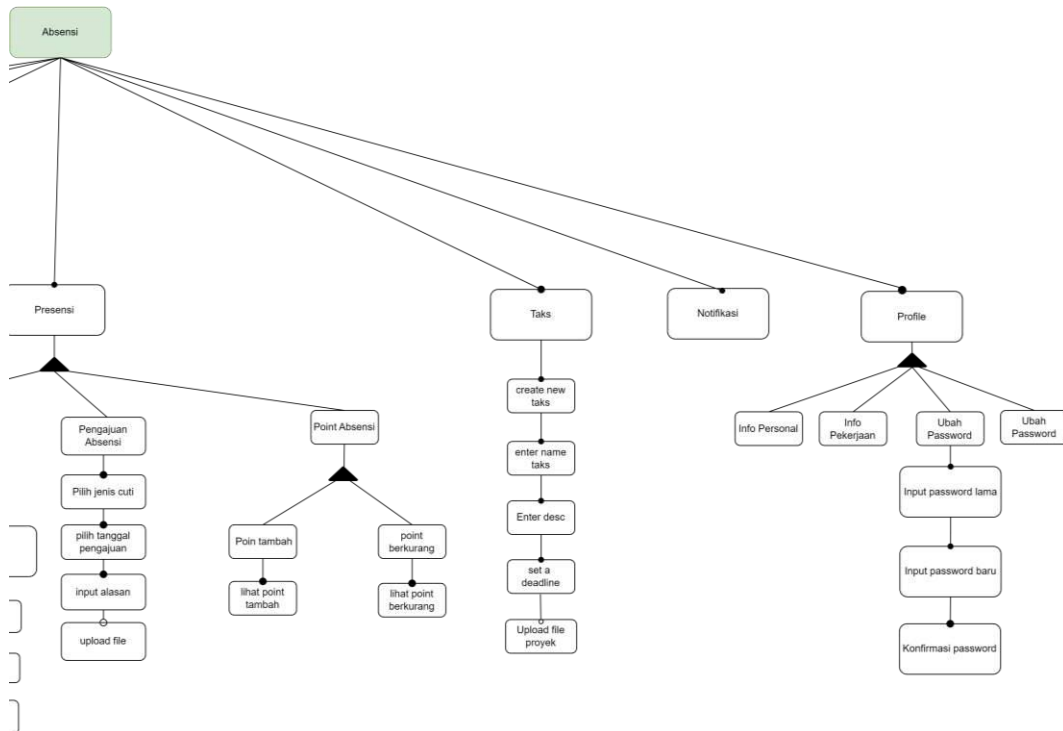 Absensi
Presensi
Taks
Notifikasi
Profile
Pengajuan
Absensi
Pilih jenis cuti
pilih tanggal
pengajuan
input alasan
upload file
Point Absensi
Poin tambah
lihat point
tambah
point
berkurang
lihat point
berkurang
create new
taks
enter name
taks
Enter desc
set a
deadline
Upload file
proyek
Info Personal
Info
Pekerjaan
Ubah
Password
Input password lama
Input password baru
Konfirmasi password
Ubah
Password